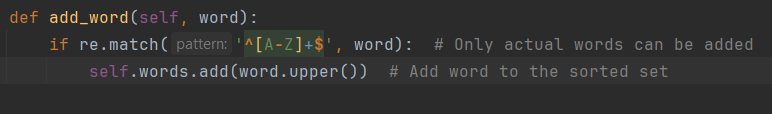 def add_word(self, word):
if re.match( pattern: '^[A-Z]+$', word):  # Only actual words can be added
self.words.add(word.upper())  # Add word to the sorted set